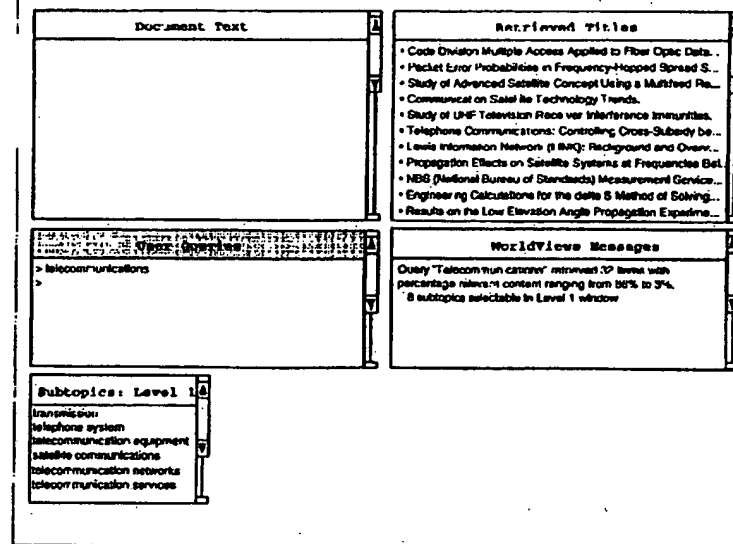 Document Text
Retrieved Titles
• Code Division Multiple Access Applied to Fiber Optic Data...
• Packet Error Probabilities in Frequency-Hopped Spread S...
• Study of Advanced Satellite Concept Using a Multifeed Re...
• Communication Satellite Technology Trends.
• Study of UHF Television Receiver Interference Immunities.
• Telephone Communications: Controlling Cross-Subsidy be...
• Lewis Information Network (LINK): Background and Overv...
• Propagation Effects on Satellite Systems at Frequencies Bel...
• NBS (National Bureau of Standards) Measurement Service...
• Engineering Calculations for the delta S Method of Solving...
• Results on the Low Elevation Angle Propagation Experime...
User Queries
> telecommunications
>
WorldViews Messages
Query "Telecommunications" retrieved 32 items with
percentage relevant content ranging from 86% to 3%.
8 subtopics selectable in Level 1 window
Subtopics: Level 1
transmission
telephone system
telecommunication equipment
satellite communications
telecommunication networks
telecommunication services